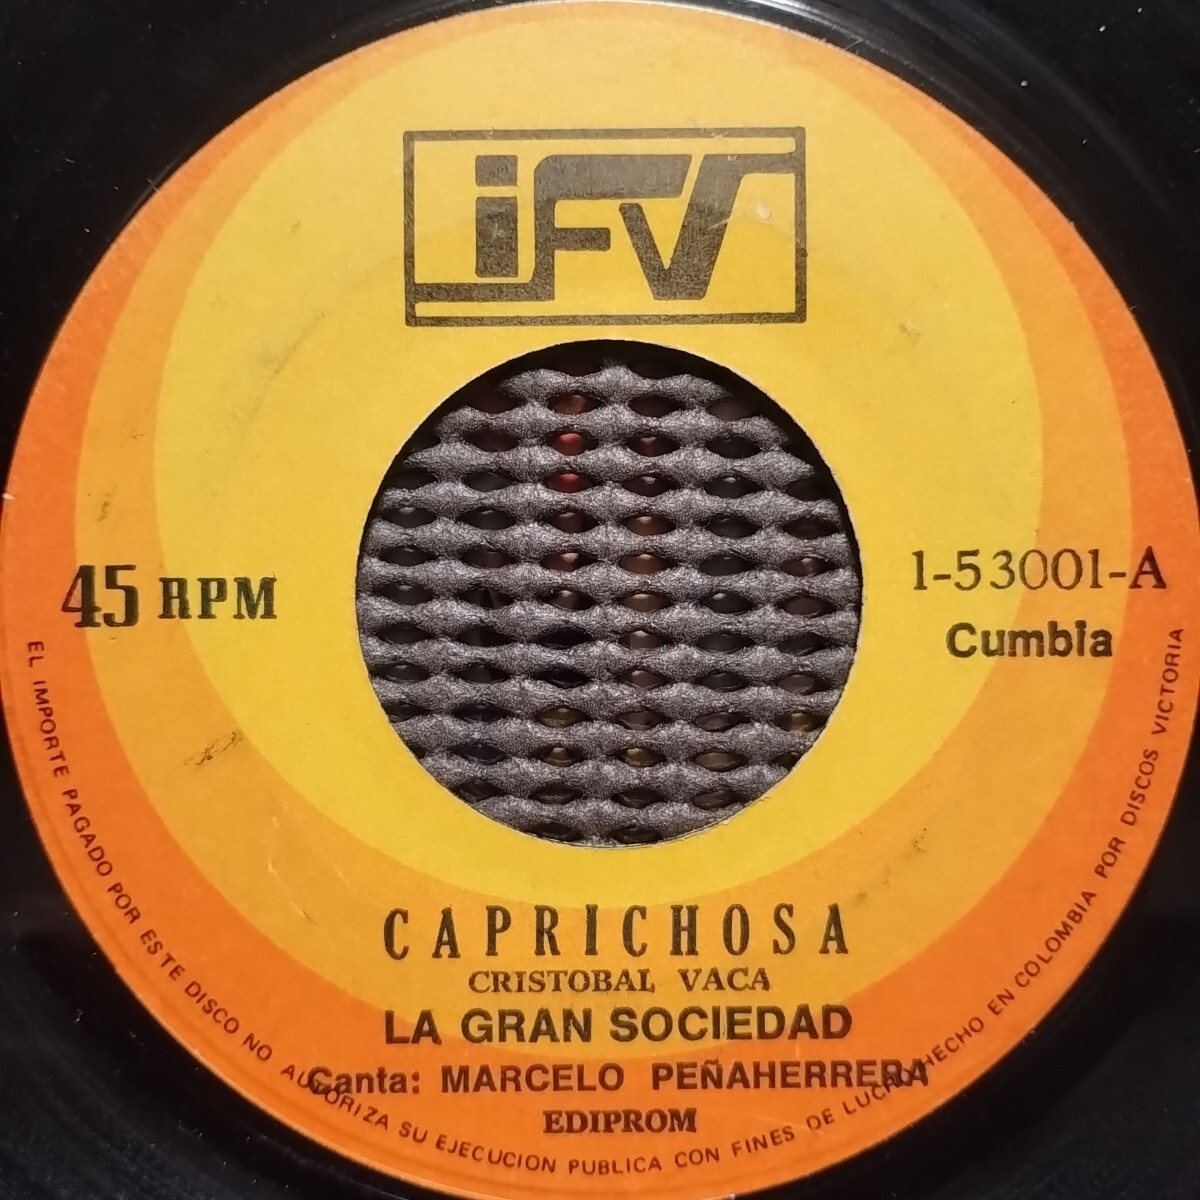 iFV
45 RPM
1-53001-A
Cumbia
CAPRICHOSA
CRISTOBAL VACA
LA GRAN SOCIEDAD
Canta: MARCELO PEÑAHERRERA
EDIPROM
EL IMPORTE PAGADO POR ESTE DISCO NO AUTORIZA SU EJECUCION PUBLICA CON FINES DE LUCRO HECHO EN COLOMBIA POR DISCOS VICTORIA